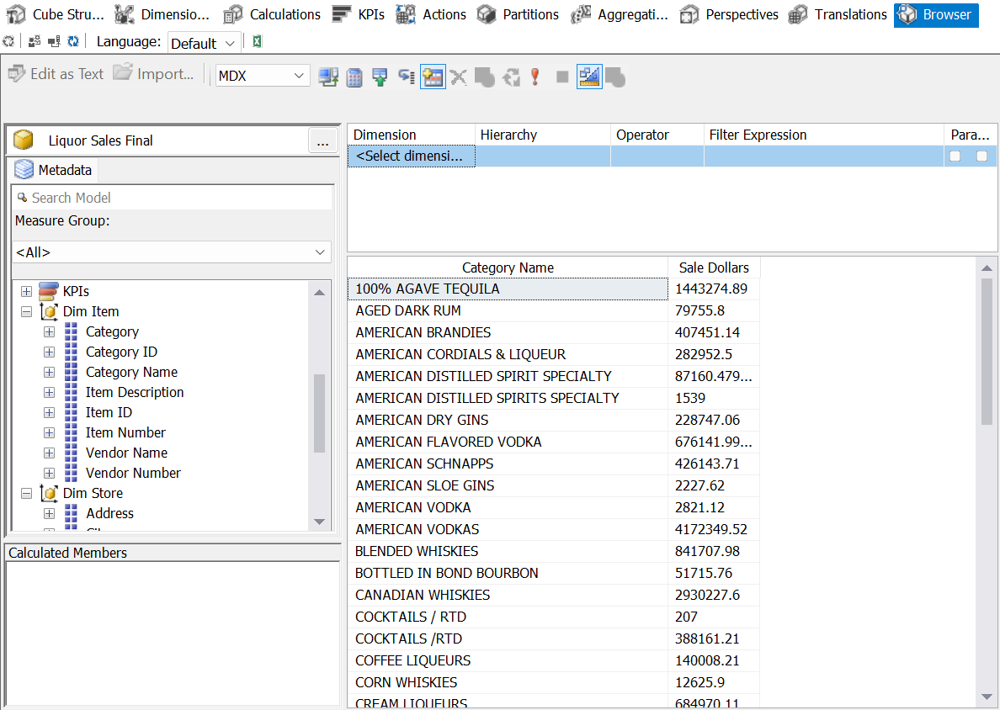 Cube Stru... Dimensio... Calculations KPIs Actions Partitions Aggregati... Perspectives Translations Browser
Language: Default
Edit as Text Import... MDX
Liquor Sales Final ...
Metadata
Search Model
Measure Group:
<All>
KPIs
Dim Item
Category
Category ID
Category Name
Item Description
Item ID
Item Number
Vendor Name
Vendor Number
Dim Store
Address
Calculated Members
Dimension Hierarchy Operator Filter Expression Para...
<Select dimensi...
Category Name Sale Dollars
100% AGAVE TEQUILA 1443274.89
AGED DARK RUM 79755.8
AMERICAN BRANDIES 407451.14
AMERICAN CORDIALS & LIQUEUR 282952.5
AMERICAN DISTILLED SPIRIT SPECIALTY 87160.479...
AMERICAN DISTILLED SPIRITS SPECIALTY 1539
AMERICAN DRY GINS 228747.06
AMERICAN FLAVORED VODKA 676141.99...
AMERICAN SCHNAPPS 426143.71
AMERICAN SLOE GINS 2227.62
AMERICAN VODKA 2821.12
AMERICAN VODKAS 4172349.52
BLENDED WHISKIES 841707.98
BOTTLED IN BOND BOURBON 51715.76
CANADIAN WHISKIES 2930227.6
COCKTAILS / RTD 207
COCKTAILS /RTD 388161.21
COFFEE LIQUEURS 140008.21
CORN WHISKIES 12625.9
CREAM LIQUEURS 684970.11